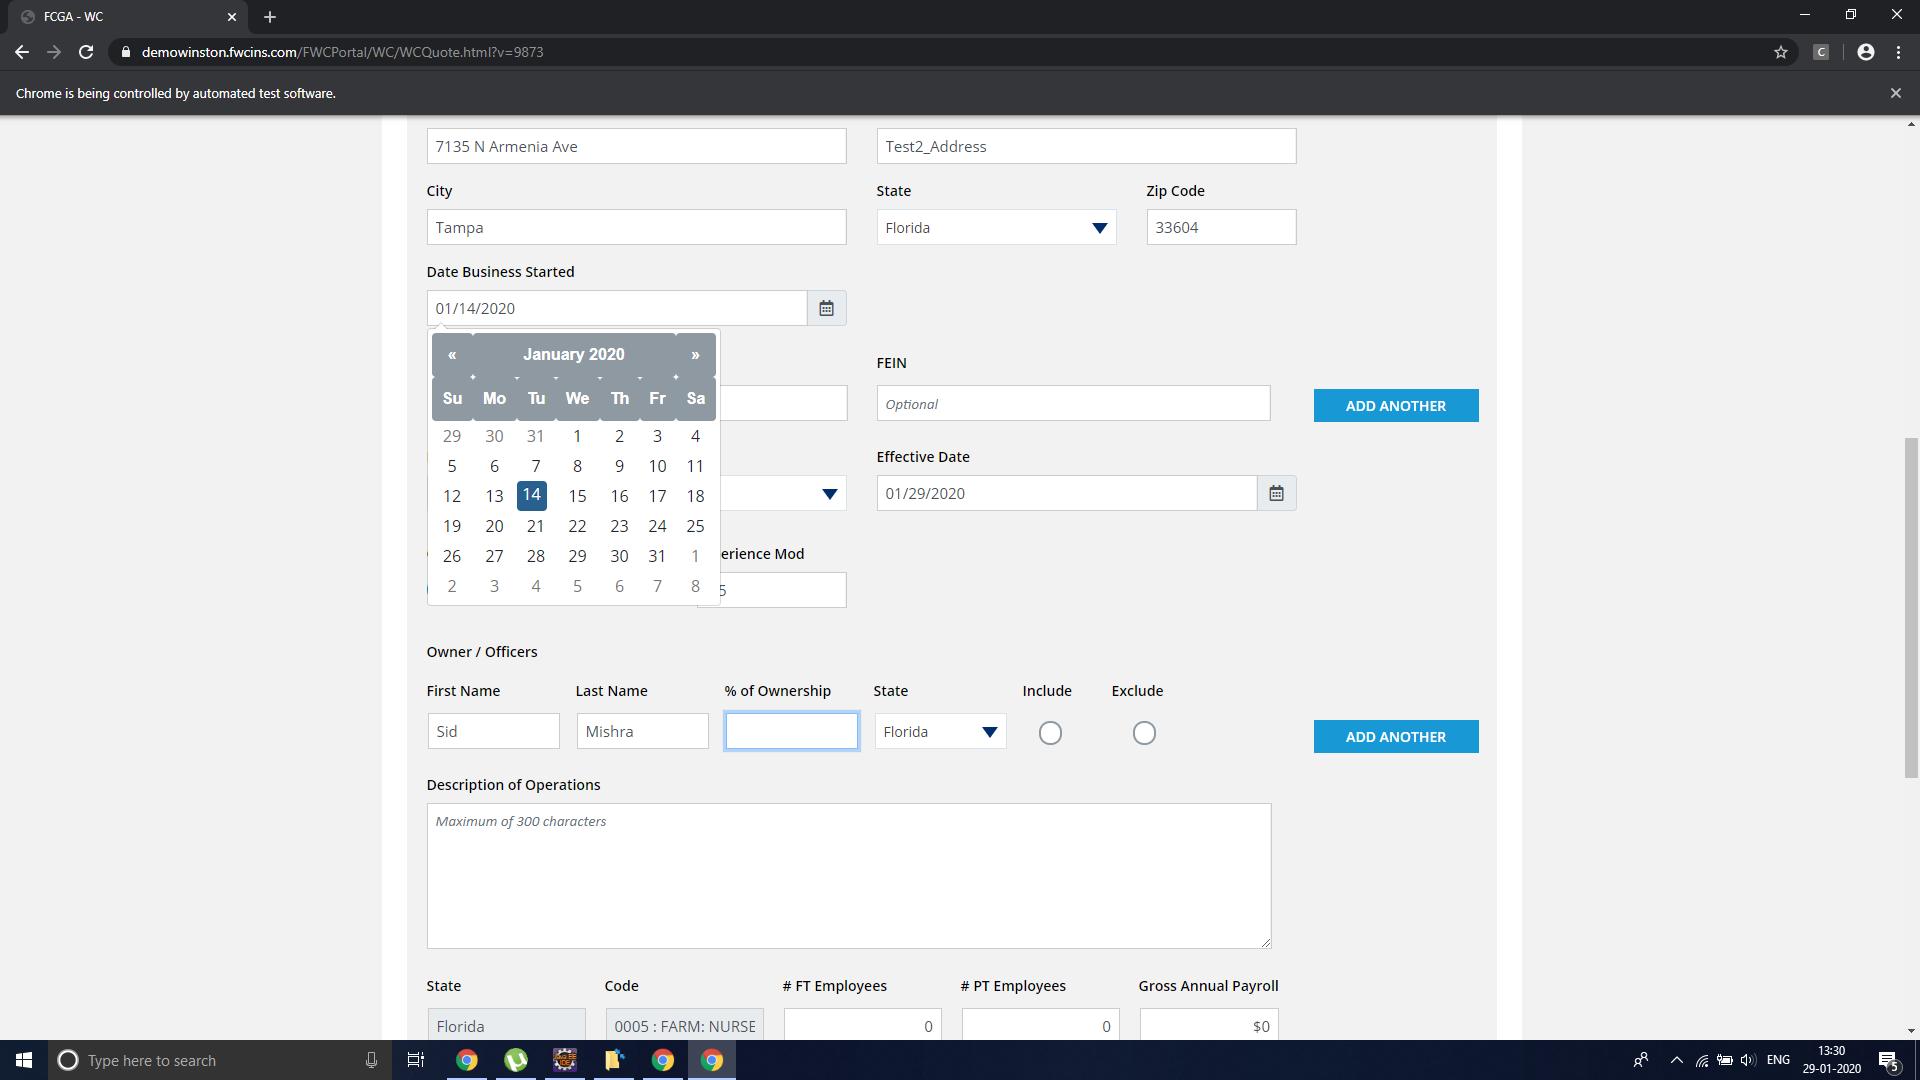 FCGA - WC
demowinston.fwcins.com/FWCPortal/WC/WCQuote.html?v=9873
C
Chrome is being controlled by automated test software.
7135 N Armenia Ave
Test2_Address
City
State
Zip Code
Tampa
Florida
33604
Date Business Started
01/14/2020
« January 2020 »
Su Mo Tu We Th Fr Sa
29 30 31 1 2 3 4
5 6 7 8 9 10 11
12 13 14 15 16 17 18
19 20 21 22 23 24 25
26 27 28 29 30 31 1
2 3 4 5 6 7 8
FEIN
Optional
ADD ANOTHER
Effective Date
01/29/2020
erience Mod
5
Owner / Officers
First Name
Last Name
% of Ownership
State
Include
Exclude
Sid
Mishra
Florida
ADD ANOTHER
Description of Operations
Maximum of 300 characters
State
Code
# FT Employees
# PT Employees
Gross Annual Payroll
Florida
0005 : FARM: NURSE
0
0
$0
Type here to search
ENG
13:30
29-01-2020
5